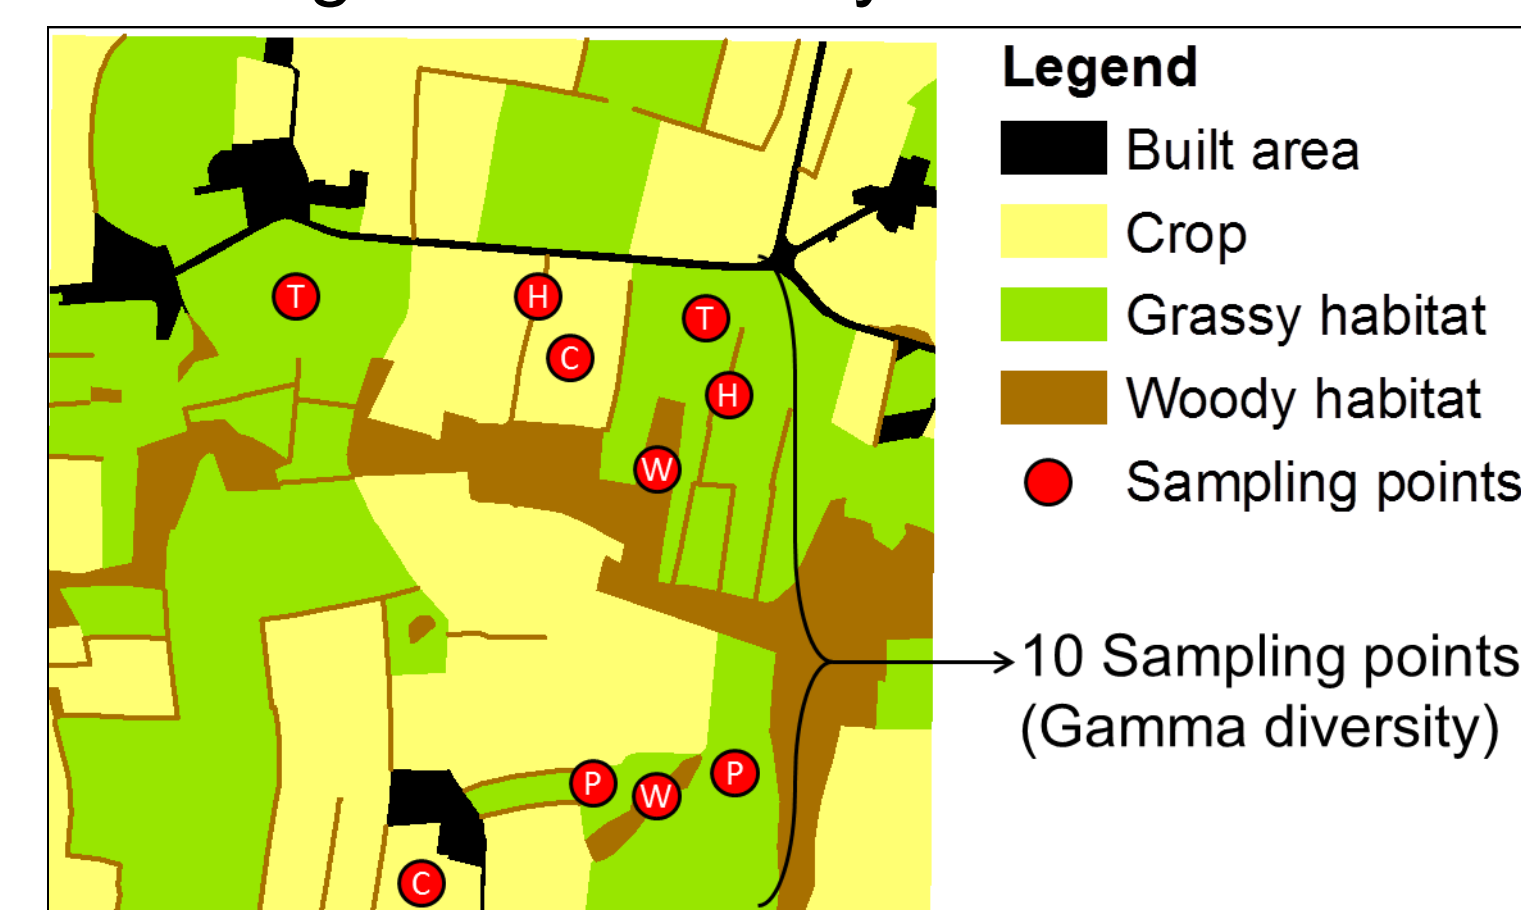 Legend
Built area
Crop
Grassy habitat
Woody habitat
Sampling points
T
H
T
C
H
W
10 Sampling points
(Gamma diversity)
P
W
P
C